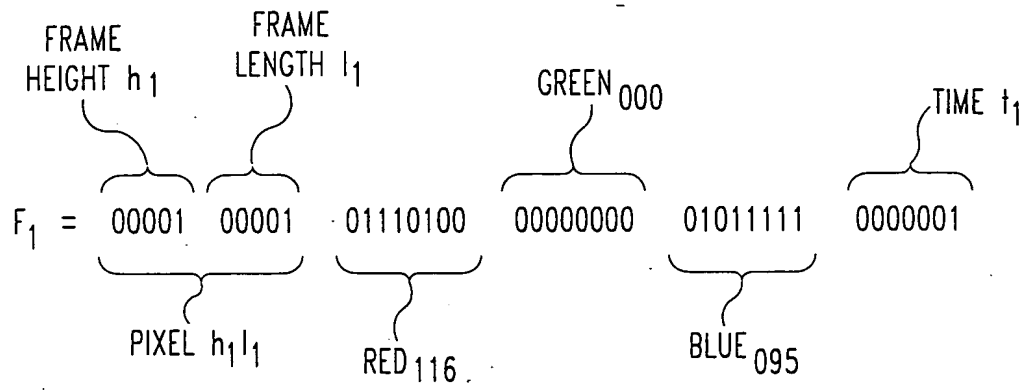 FRAME
HEIGHT h1
FRAME
LENGTH l1
GREEN000
TIME t1
F1 = 00001 00001 01110100 00000000 01011111 0000001
PIXEL h1l1
RED116.
BLUE095